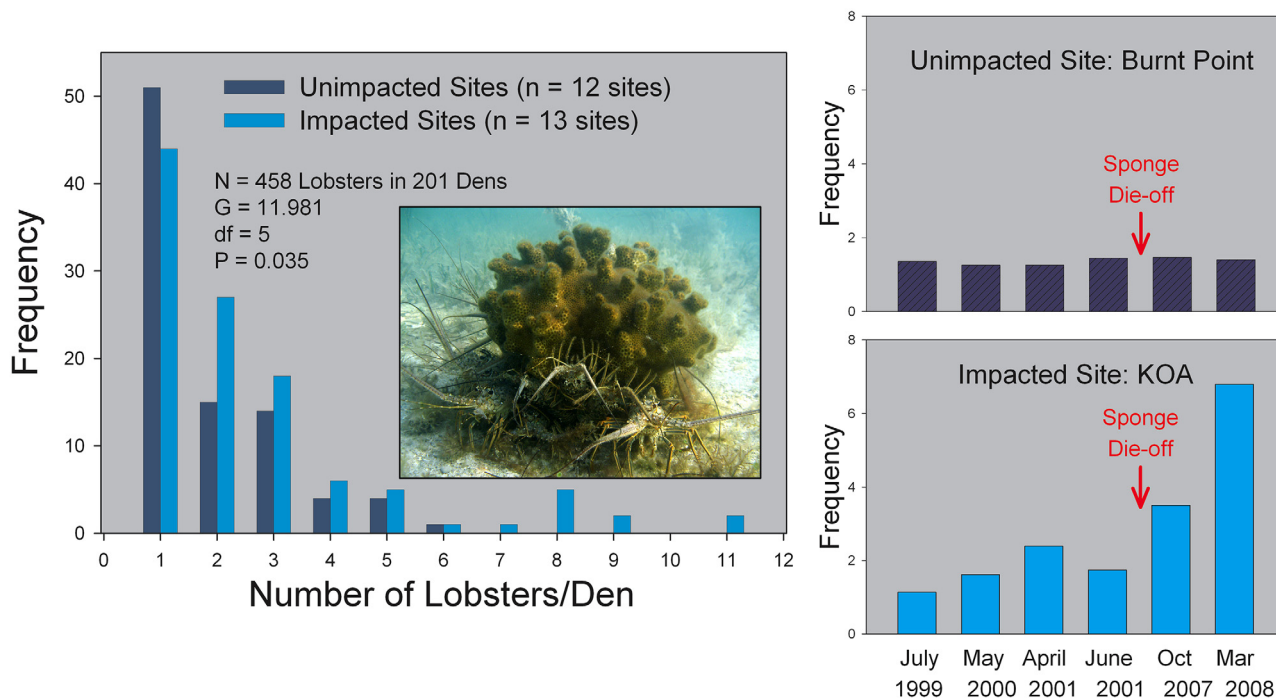 Frequency
50
40
30
20
10
0
Unimpacted Sites (n = 12 sites)
Impacted Sites (n = 13 sites)
N = 458 Lobsters in 201 Dens
G = 11.981
df = 5
P = 0.035
0 1 2 3 4 5 6 7 8 9 10 11 12
Number of Lobsters/Den
Frequency
8
6
4
2
0
Unimpacted Site: Burnt Point
Sponge
Die-off
Frequency
8
6
4
2
0
Impacted Site: KOA
Sponge
Die-off
July May April June Oct Mar
1999 2000 2001 2001 2007 2008